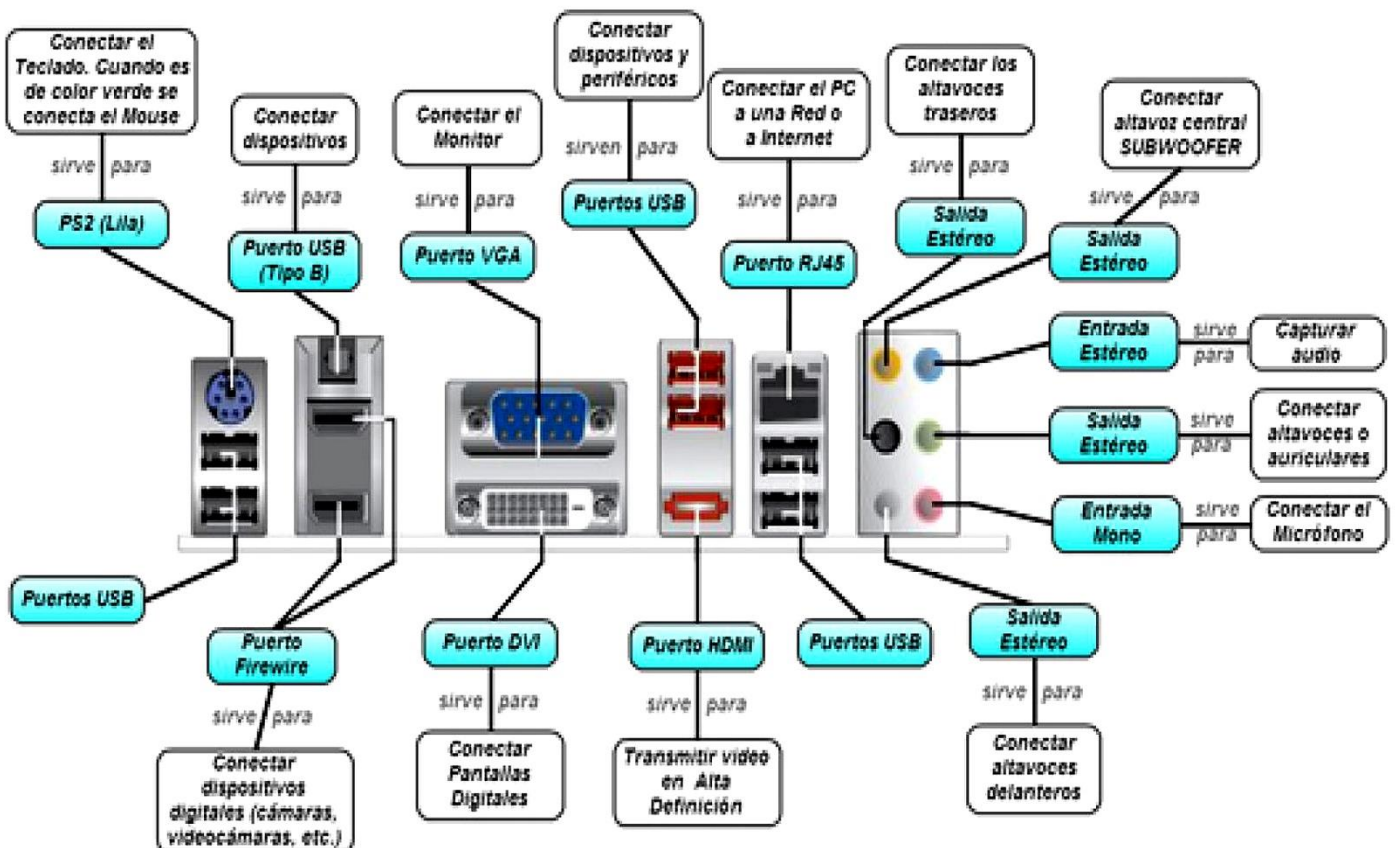 Conectar el
Teclado. Cuando es
de color verde se
conecta el Mouse
sirve para
PS2 (Lila)
Conectar
dispositivos
sirve para
Puerto USB
(Tipo B)
Conectar el
Monitor
sirve para
Puerto VGA
Conectar
dispositivos y
periféricos
sirven para
Puertos USB
Conectar el PC
a una Red o
a Internet
sirve para
Puerto RJ45
Conectar los
altavoces
traseros
sirve para
Salida
Estéreo
Conectar
altavoz central
SUBWOOFER
sirve para
Salida
Estéreo
Entrada
Estéreo
sirve
para
Capturar
audio
Salida
Estéreo
sirve
para
Conectar
altavoces o
auriculares
Entrada
Mono
sirve
para
Conectar el
Micrófono
Puertos USB
Puerto
Firewire
sirve para
Conectar
dispositivos
digitales (cámaras,
videocámaras, etc.)
Puerto DVI
sirve para
Conectar
Pantallas
Digitales
Puerto HDMI
sirve para
Transmitir video
en Alta
Definición
Puertos USB
Salida
Estéreo
sirve para
Conectar
altavoces
delanteros